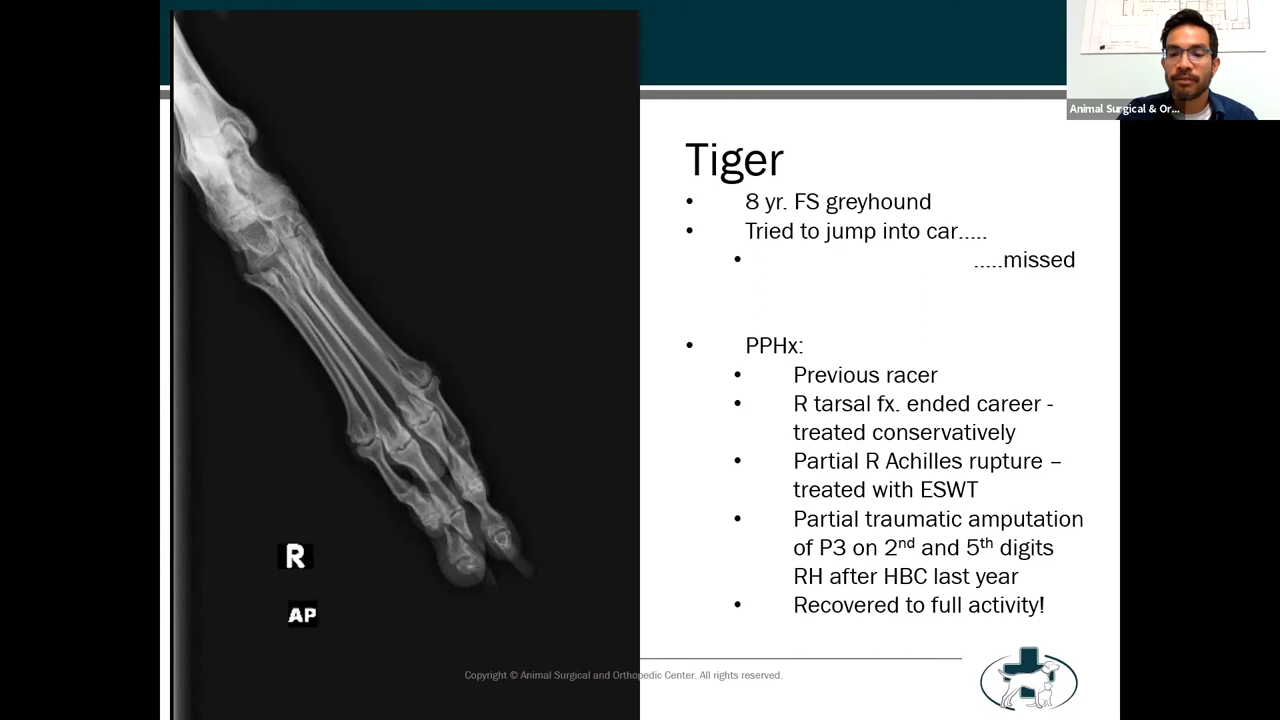 Animal Surgical & Or...
Tiger
• 8 yr. FS greyhound
• Tried to jump into car.....
• .....missed
• PPHx:
• Previous racer
• R tarsal fx. ended career -
treated conservatively
• Partial R Achilles rupture –
treated with ESWT
• Partial traumatic amputation
of P3 on 2nd and 5th digits
RH after HBC last year
• Recovered to full activity!
R
AP
Copyright © Animal Surgical and Orthopedic Center. All rights reserved.